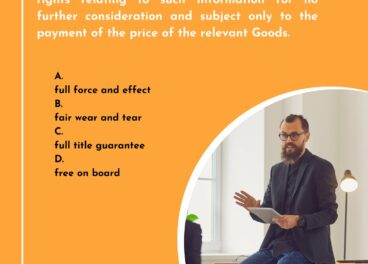 rights relating to such information for no
further consideration and subject only to the
payment of the price of the relevant Goods.
A.
full force and effect
B.
fair wear and tear
C.
full title guarantee
D.
free on board